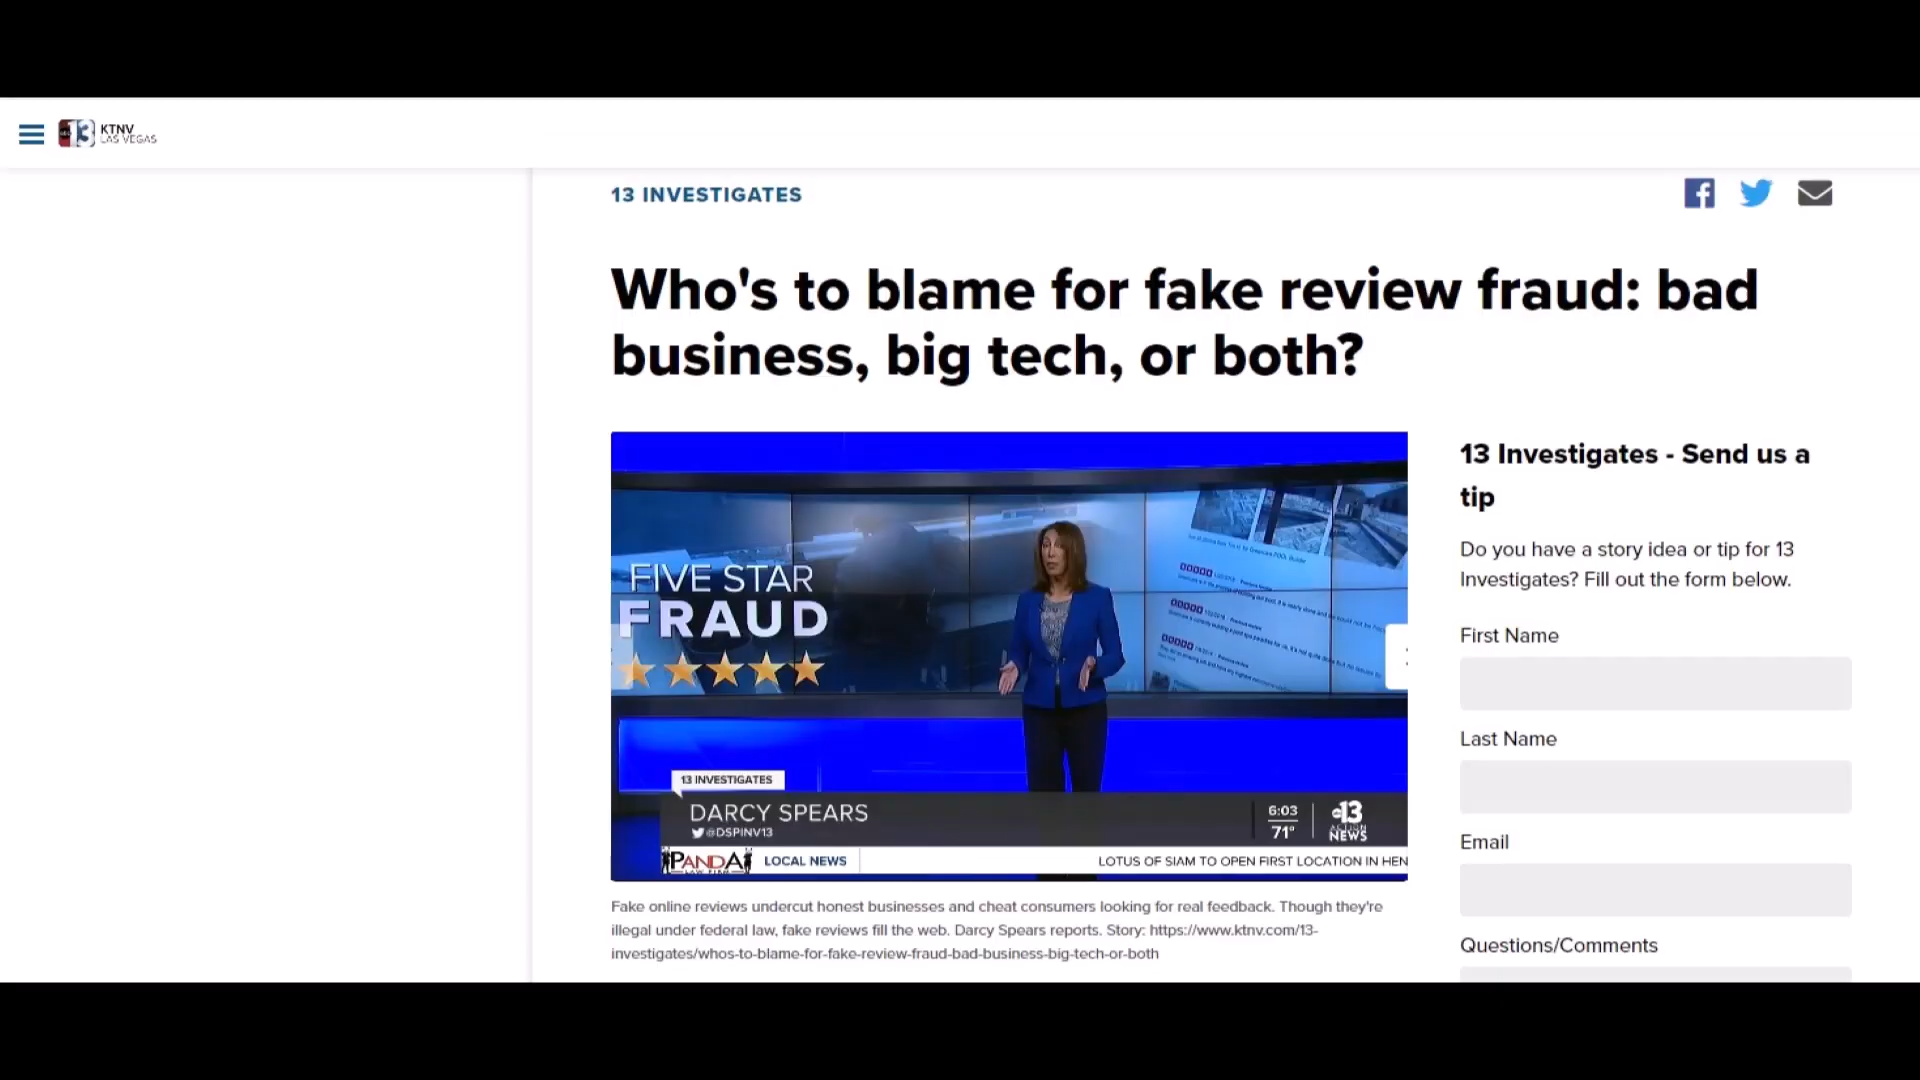 13 KTNV
LAS VEGAS
13 INVESTIGATES
Who's to blame for fake review fraud: bad
business, big tech, or both?
FIVE STAR
FRAUD
13 INVESTIGATES
DARCY SPEARS
@DSPINV13
6:03
71°
abc 13
ACTION
NEWS
PANDA
LAW FIRM
LOCAL NEWS
LOTUS OF SIAM TO OPEN FIRST LOCATION IN HEN
Fake online reviews undercut honest businesses and cheat consumers looking for real feedback. Though they're
illegal under federal law, fake reviews fill the web. Darcy Spears reports. Story: https://www.ktnv.com/13-
investigates/whos-to-blame-for-fake-review-fraud-bad-business-big-tech-or-both
13 Investigates - Send us a
tip
Do you have a story idea or tip for 13
Investigates? Fill out the form below.
First Name
Last Name
Email
Questions/Comments